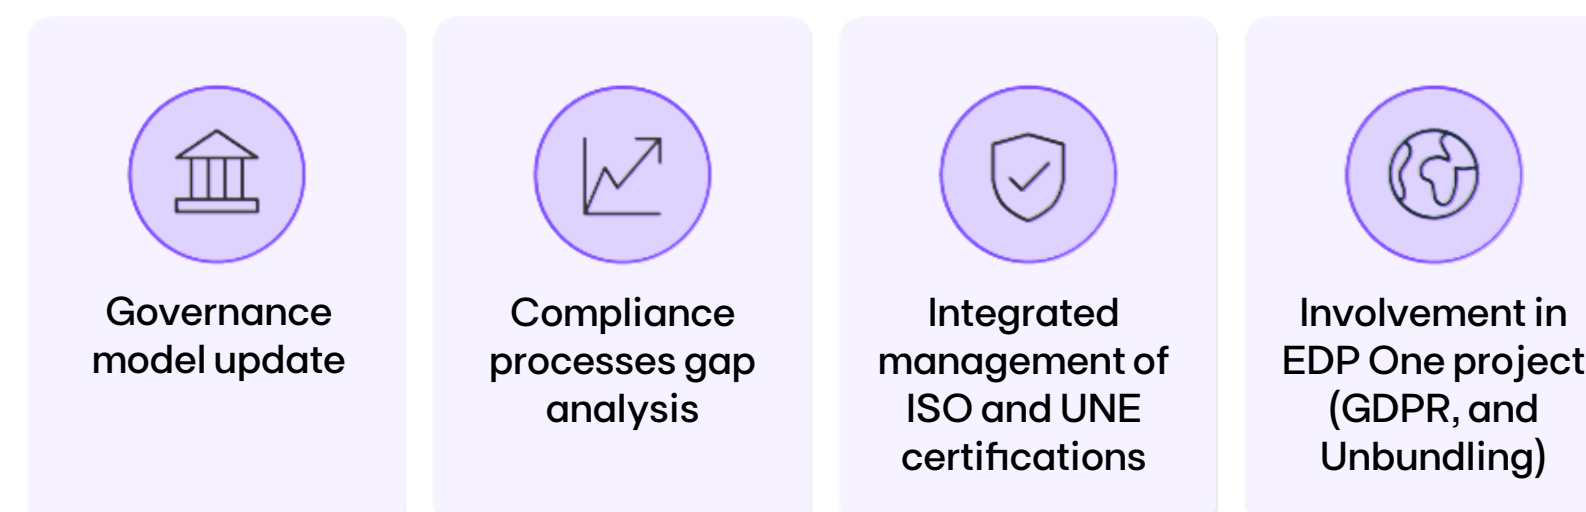 Governance
model update
Compliance
processes gap
analysis
Integrated
management of
ISO and UNE
certifications
Involvement in
EDP One project
(GDPR, and
Unbundling)